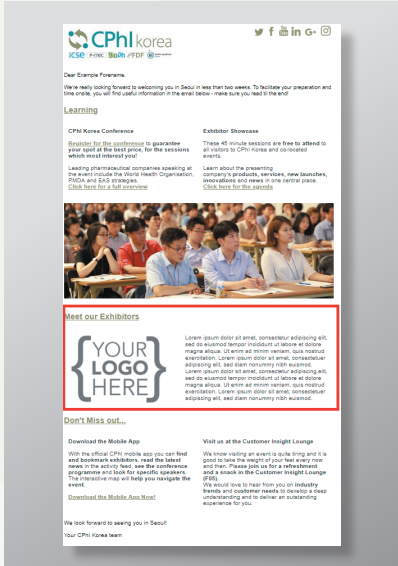 CPhI korea
icse P-MEC BioPh FDF
Dear Example Forename,
We're really looking forward to welcoming you in Seoul in less than two weeks. To facilitate your preparation and
time onsite, you will find useful information in the email below - make sure you read till the end!
Learning
CPhI Korea Conference
Register for the conference to guarantee
your spot at the best price, for the sessions
which most interest you!
Leading pharmaceutical companies speaking at
the event include the World Health Organisation,
PMDA and EAS strategies.
Click here for a full overview
Exhibitor Showcase
These 45 minute sessions are free to attend to
all visitors to CPhI Korea and co-located
events.
Learn about the presenting
company's products, services, new launches,
innovations and news in one central place.
Click here for the agenda
Meet our Exhibitors
{YOUR
LOGO
HERE}
Lorem ipsum dolor sit amet, consectetur adipiscing elit,
sed do eiusmod tempor incididunt ut labore et dolore
magna aliqua. Ut enim ad minim veniam, quis nostrud
exercitation. Lorem ipsum dolor sit amet, consectetur
adipiscing elit, sed do nonummy nibh euismod.
Lorem ipsum dolor sit amet, consectetur adipiscing elit,
sed do eiusmod tempor incididunt ut labore et dolore
magna aliqua. Ut enim ad minim veniam, quis nostrud
exercitation nonummy nibh euismod.
Don't Miss out...
Download the Mobile App
With the official CPhI mobile app you can find
and bookmark exhibitors, read the latest
news in the activity feed, see the conference
programme and look for specific speakers.
The interactive map will help you navigate the
event.
Download the Mobile App Now!
Visit us at the Customer Insight Lounge
We know visiting an event is quite tiring and it is
good to take the weight of your feet every now
and then. Please join us for a refreshment
and a snack in the Customer Insight Lounge
(F05).
We would love to hear from you on industry
trends and customer needs to develop a deep
understanding and to deliver an outstanding
experience for you.
We look forward to seeing you in Seoul!
Your CPhI Korea team